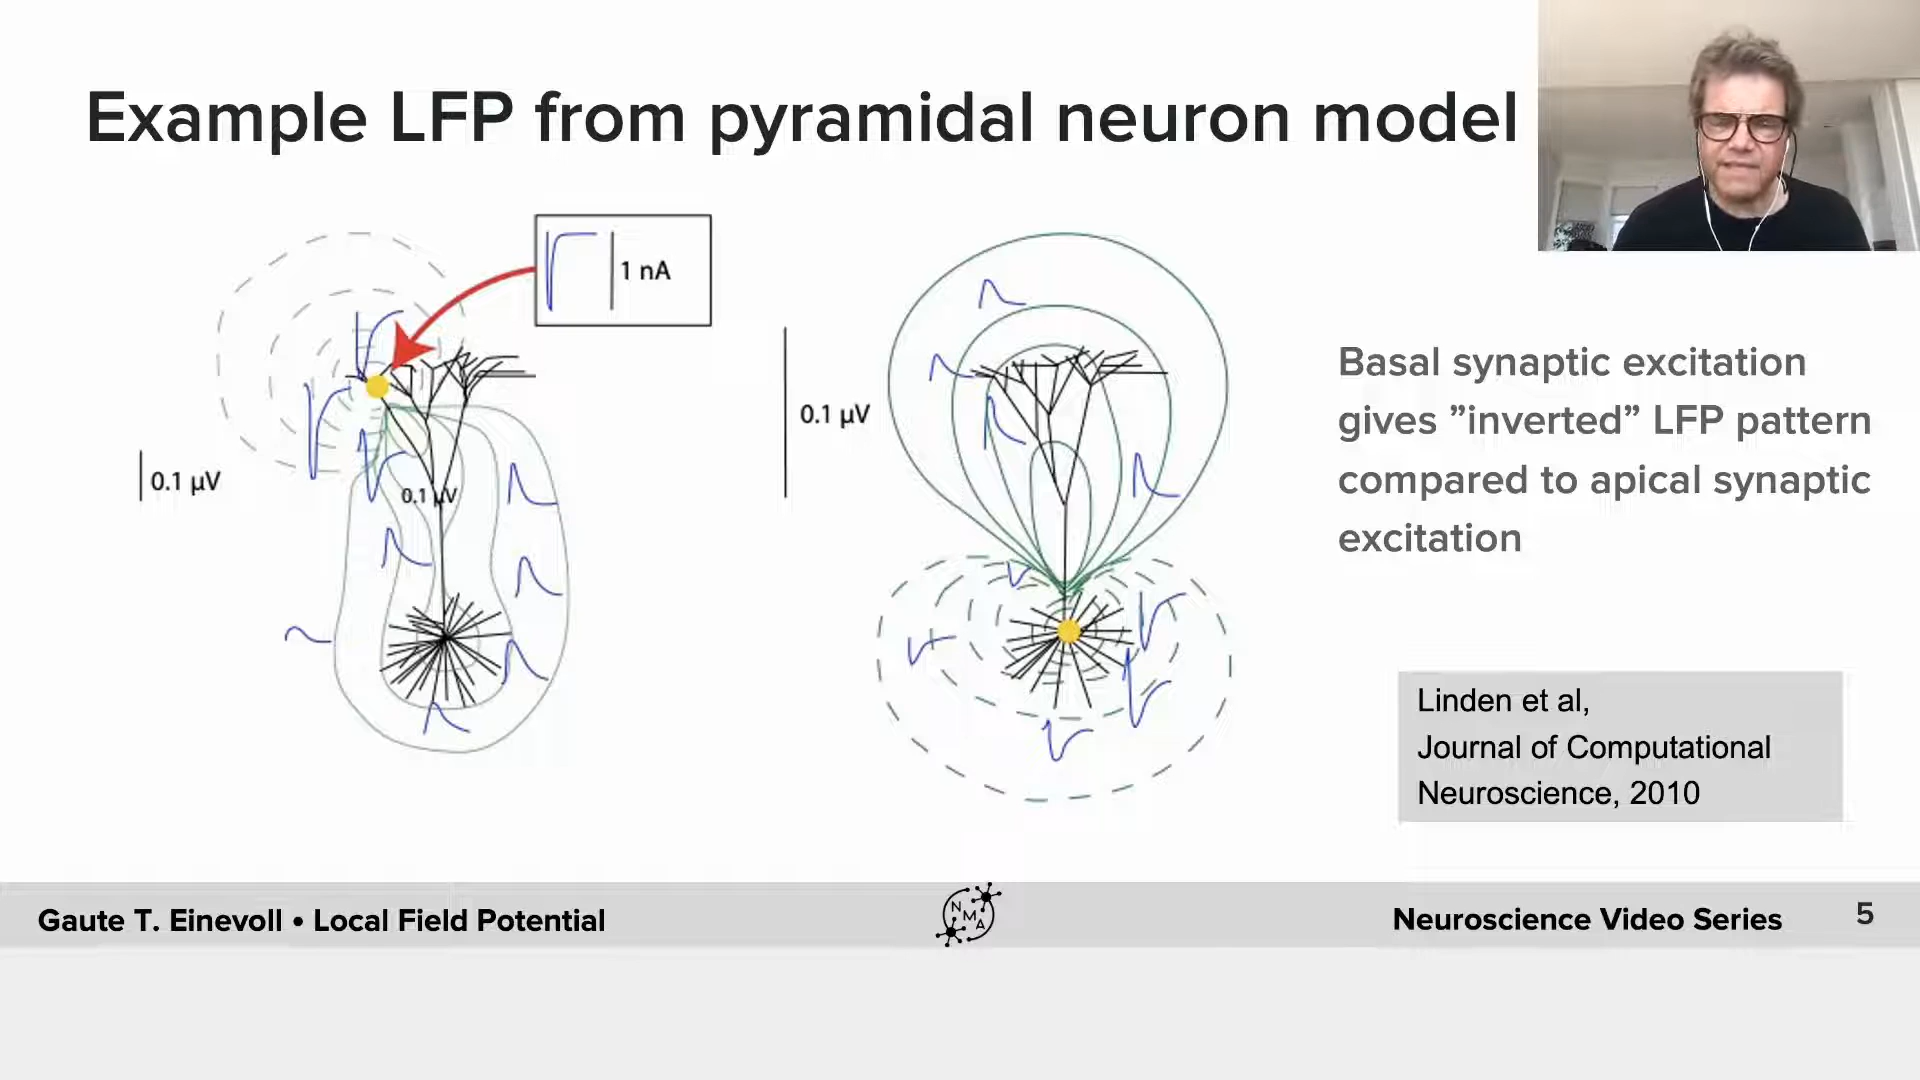 Example LFP from pyramidal neuron model
1 nA
0.1 µV
0.1 µV
0.1 µV
Basal synaptic excitation
gives ”inverted” LFP pattern
compared to apical synaptic
excitation
Linden et al,
Journal of Computational
Neuroscience, 2010
Gaute T. Einevoll • Local Field Potential
N
M
A
Neuroscience Video Series
5